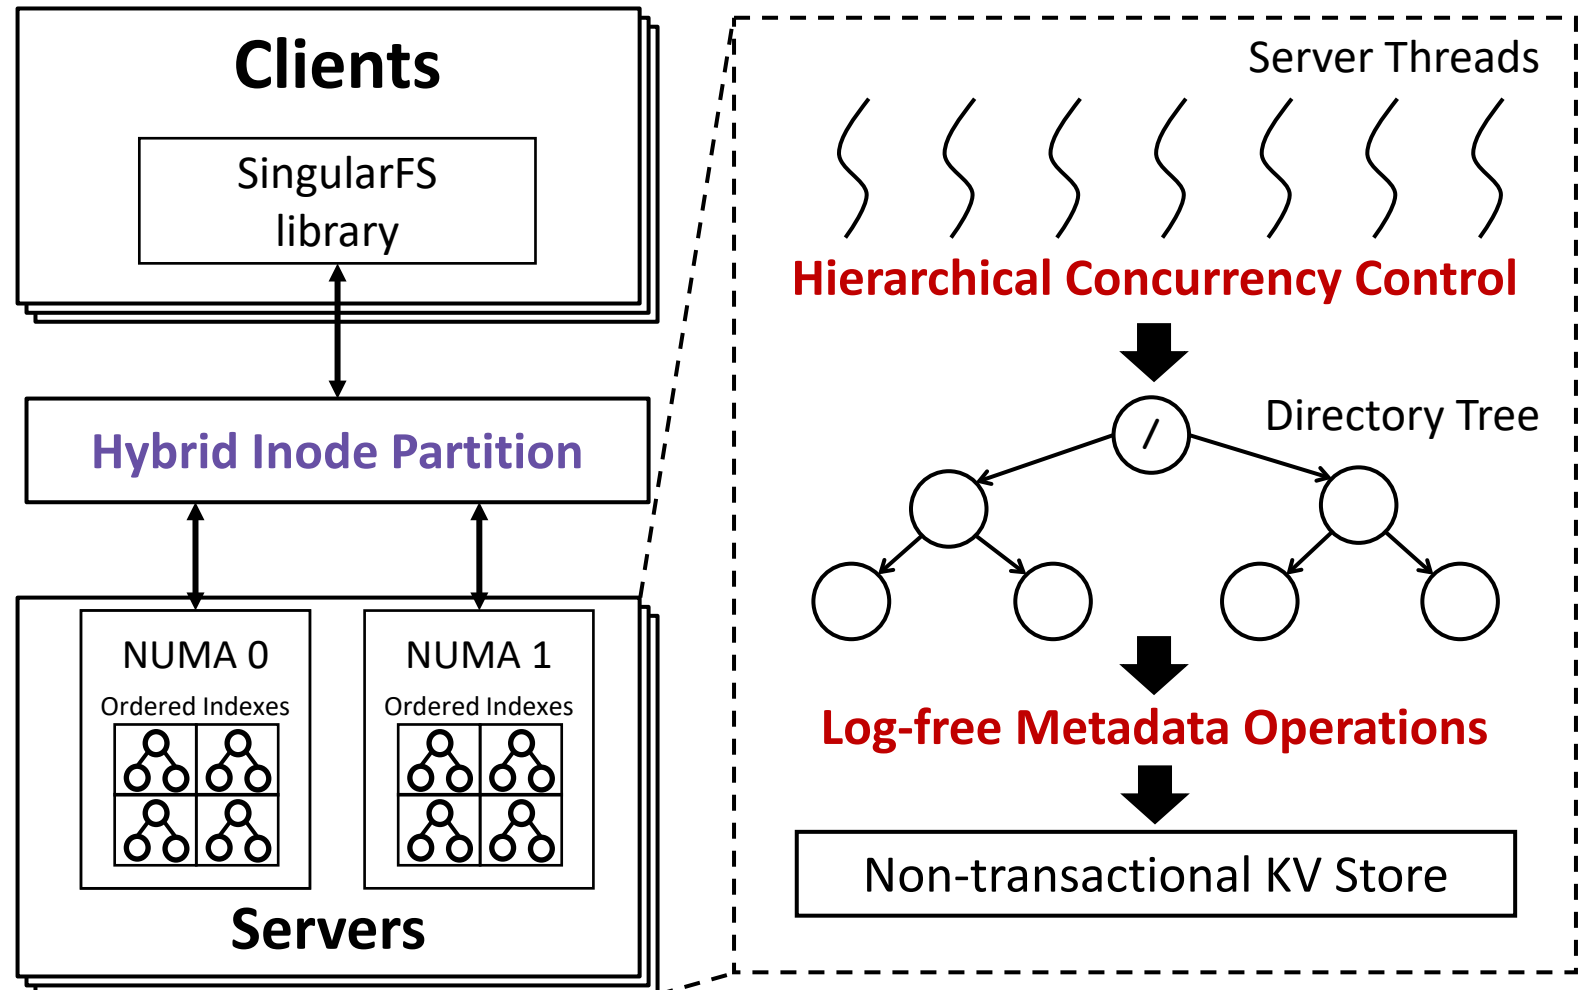 Clients
SingularFS
library
Hybrid Inode Partition
NUMA 0
Ordered Indexes
NUMA 1
Ordered Indexes
Servers
Server Threads
Hierarchical Concurrency Control
Directory Tree
/
Log-free Metadata Operations
Non-transactional KV Store